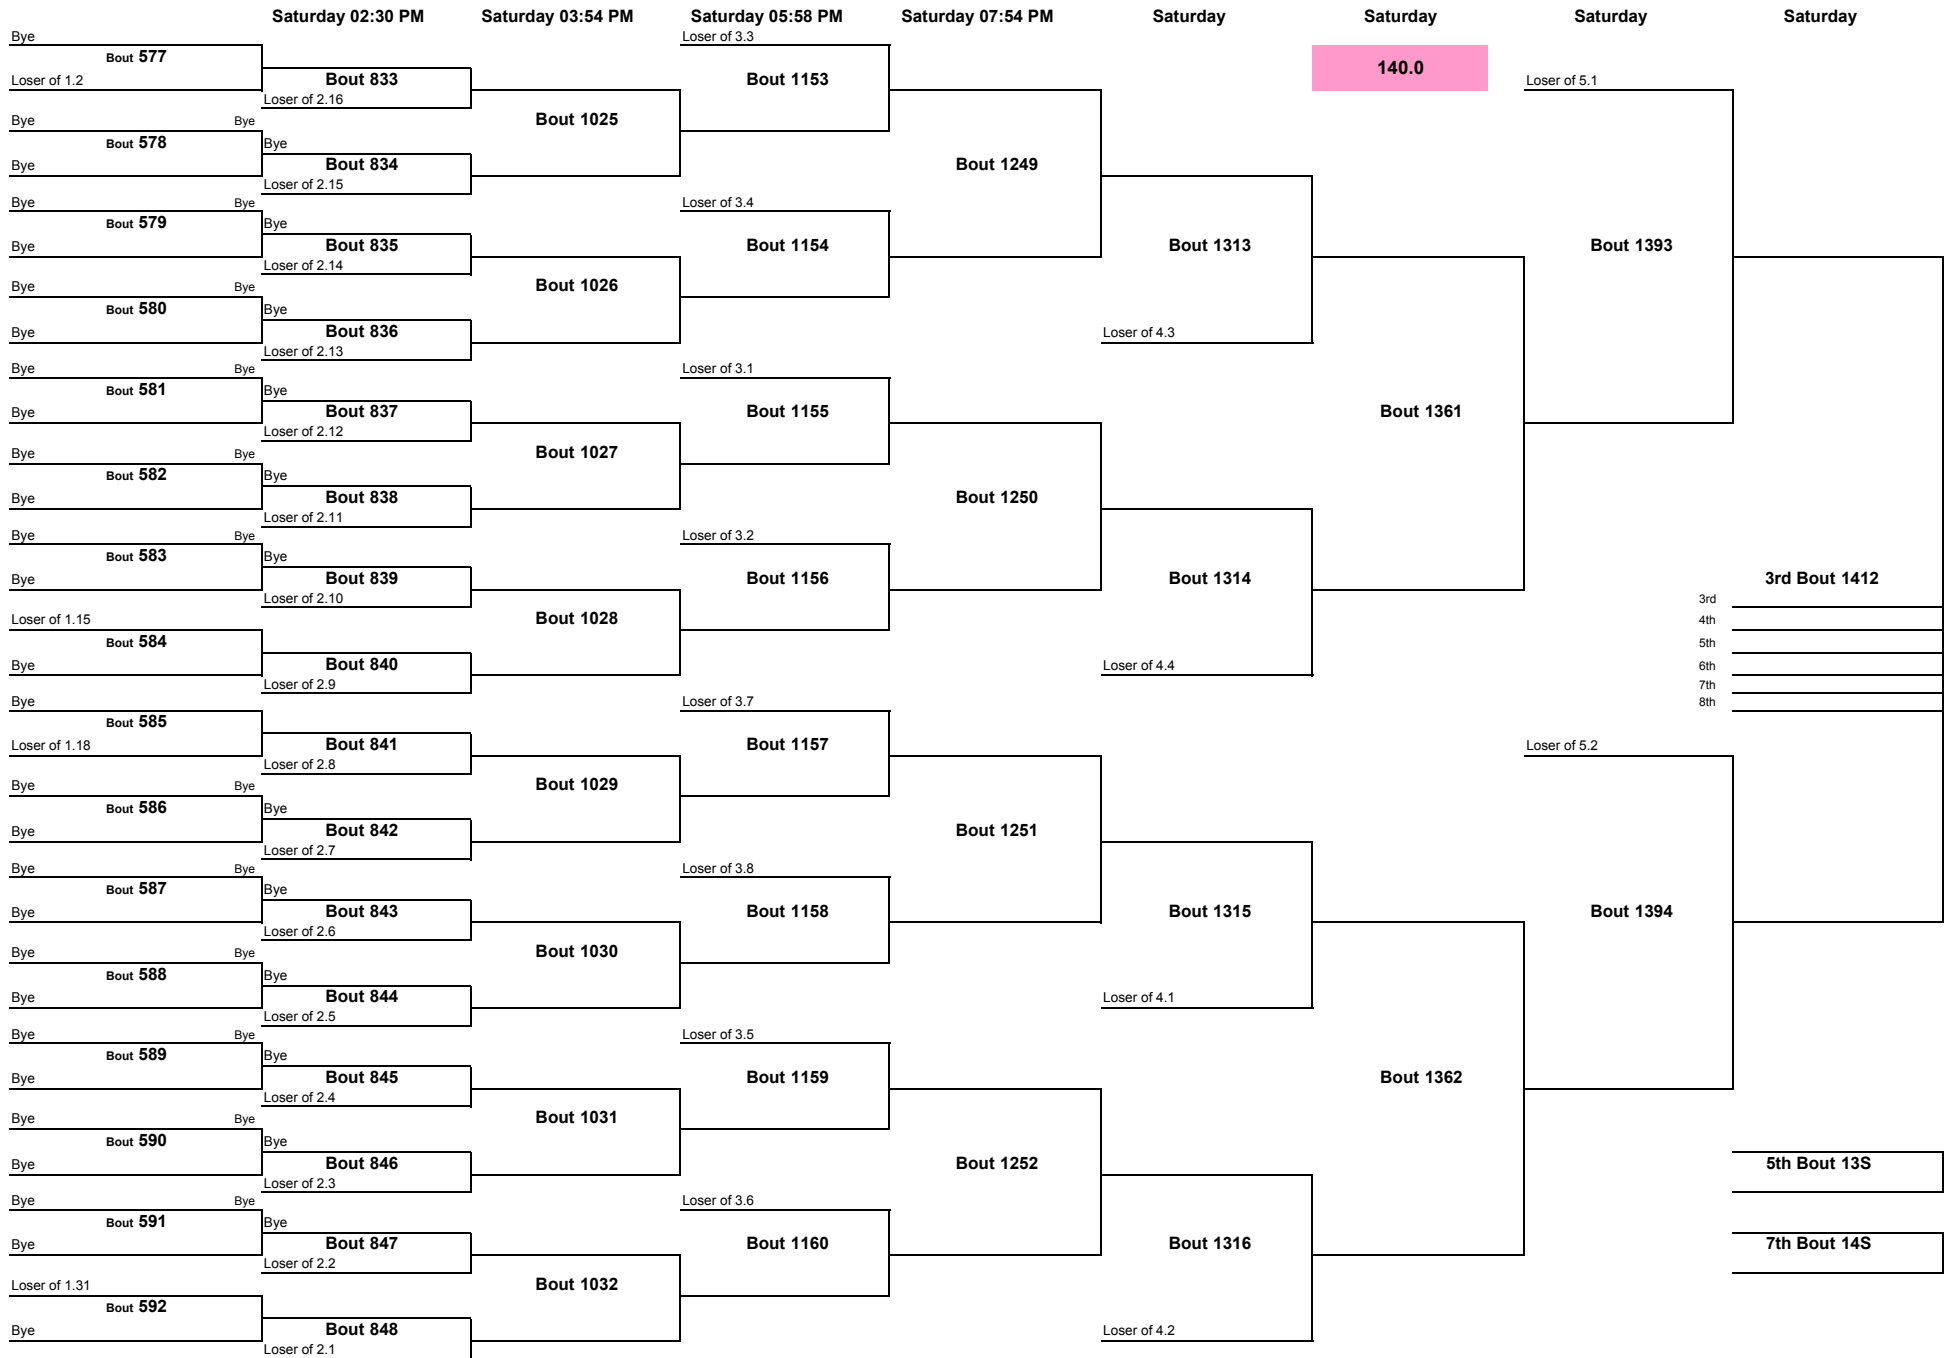 Saturday 02:30 PM Saturday 03:54 PM Saturday 05:58 PM Saturday 07:54 PM Saturday Saturday Saturday Saturday
Bye Loser of 3.3
Bout 577
140.0
Loser of 1.2 Bout 833 Bout 1153 Loser of 5.1
Loser of 2.16
Bye Bye Bout 1025
Bout 578 Bye
Bye Bout 834 Bout 1249
Loser of 2.15
Bye Bye Loser of 3.4
Bout 579 Bye
Bye Bout 835 Bout 1154 Bout 1313 Bout 1393
Loser of 2.14
Bye Bye Bout 1026
Bout 580 Bye
Bye Bout 836 Loser of 4.3
Loser of 2.13
Bye Bye Loser of 3.1
Bout 581 Bye
Bye Bout 837 Bout 1155 Bout 1361
Loser of 2.12
Bye Bye Bout 1027
Bout 582 Bye
Bye Bout 838 Bout 1250
Loser of 2.11
Bye Bye Loser of 3.2
Bout 583 Bye
Bye Bout 839 Bout 1156 Bout 1314 3rd Bout 1412
Loser of 2.10 3rd
Loser of 1.15 Bout 1028 4th
Bout 584 5th
Bye Bout 840 Loser of 4.4 6th
Loser of 2.9 7th
Bye Loser of 3.7 8th
Bout 585
Loser of 1.18 Bout 841 Bout 1157 Loser of 5.2
Loser of 2.8
Bye Bye Bout 1029
Bout 586 Bye
Bye Bout 842 Bout 1251
Loser of 2.7
Bye Bye Loser of 3.8
Bout 587 Bye
Bye Bout 843 Bout 1158 Bout 1315 Bout 1394
Loser of 2.6
Bye Bye Bout 1030
Bout 588 Bye
Bye Bout 844 Loser of 4.1
Loser of 2.5
Bye Bye Loser of 3.5
Bout 589 Bye
Bye Bout 845 Bout 1159 Bout 1362
Loser of 2.4
Bye Bye Bout 1031
Bout 590 Bye
Bye Bout 846 Bout 1252 5th Bout 13S
Loser of 2.3
Bye Bye Loser of 3.6
Bout 591 Bye
Bye Bout 847 Bout 1160 Bout 1316 7th Bout 14S
Loser of 2.2
Loser of 1.31 Bout 1032
Bout 592
Bye Bout 848 Loser of 4.2
Loser of 2.1